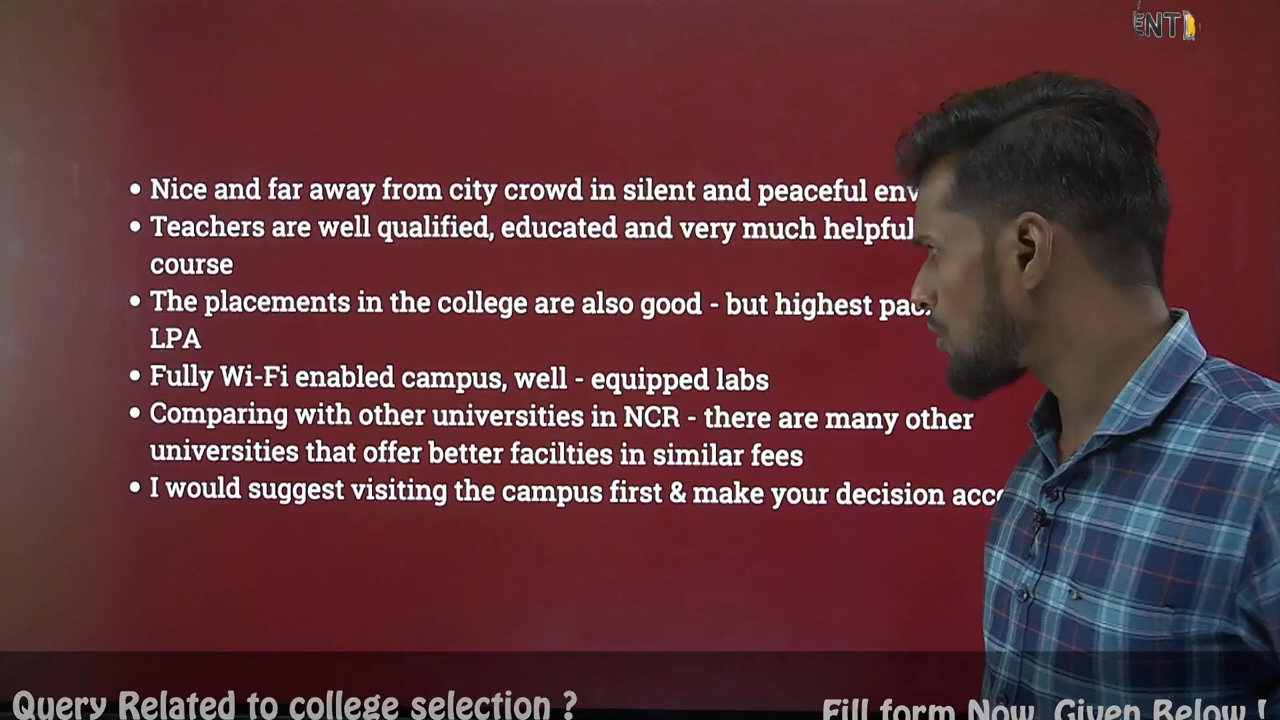 ENT
• Nice and far away from city crowd in silent and peaceful
• Teachers are well qualified, educated and very much helpful
course
• The placements in the college are also good - but highest
LPA
• Fully Wi-Fi enabled campus, well - equipped labs
• Comparing with other universities in NCR - there are many other
universities that offer better facilties in similar fees
• I would suggest visiting the campus first & make your decision
Query Related to college selection ?
Fill form Now, Given Below !